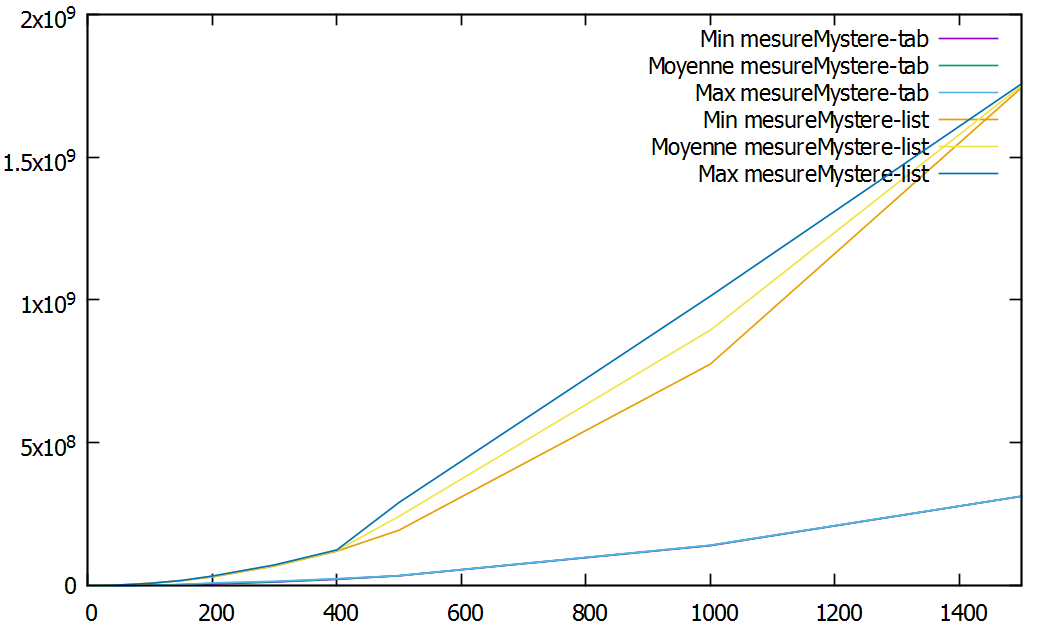 2x10⁹
1.5x10⁹
1x10⁹
5x10⁸
0
Min mesureMystere-tab
Moyenne mesureMystere-tab
Max mesureMystere-tab
Min mesureMystere-list
Moyenne mesureMystere-list
Max mesureMystere-list
0 200 400 600 800 1000 1200 1400